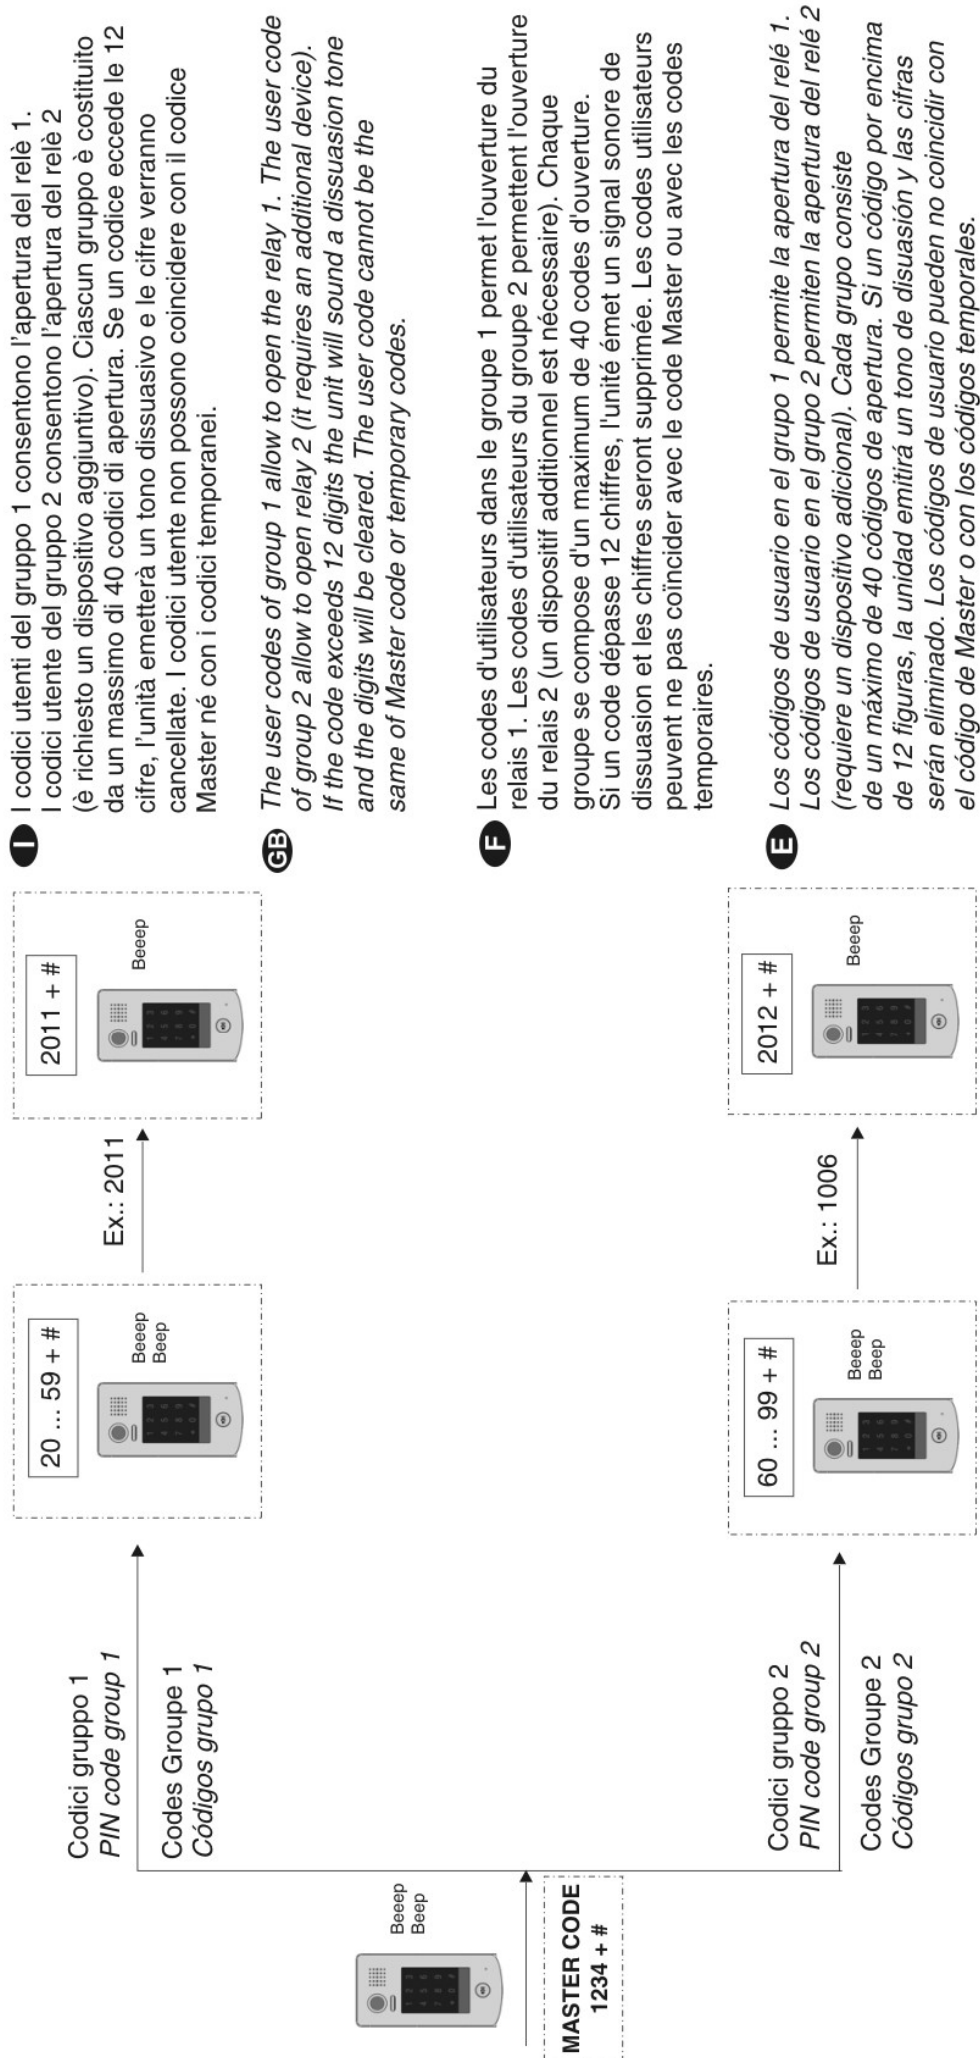 MASTER CODE
1234 + #
Beeep
Beep
Codici gruppo 1
PIN code group 1
Codes Groupe 1
Códigos grupo 1
20 ... 59 + #
Beeep
Beep
Ex.: 2011
2011 + #
Beeep
Codici gruppo 2
PIN code group 2
Codes Groupe 2
Códigos grupo 2
60 ... 99 + #
Beeep
Beep
Ex.: 1006
2012 + #
Beeep
I
I codici utenti del gruppo 1 consentono l'apertura del relè 1.
I codici utente del gruppo 2 consentono l'apertura del relè 2
(è richiesto un dispositivo aggiuntivo). Ciascun gruppo è costituito
da un massimo di 40 codici di apertura. Se un codice eccede le 12
cifre, l'unità emetterà un tono dissuasivo e le cifre verranno
cancellate. I codici utente non possono coincidere con il codice
Master né con i codici temporanei.
GB
The user codes of group 1 allow to open the relay 1. The user code
of group 2 allow to open relay 2 (it requires an additional device).
If the code exceeds 12 digits the unit will sound a dissuasion tone
and the digits will be cleared. The user code cannot be the
same of Master code or temporary codes.
F
Les codes d'utilisateurs dans le groupe 1 permet l'ouverture du
relais 1. Les codes d'utilisateurs du groupe 2 permettent l'ouverture
du relais 2 (un dispositif additionnel est nécessaire). Chaque
groupe se compose d'un maximum de 40 codes d'ouverture.
Si un code dépasse 12 chiffres, l'unité émet un signal sonore de
dissuasion et les chiffres seront supprimée. Les codes utilisateurs
peuvent ne pas coïncider avec le code Master ou avec les codes
temporaires.
E
Los códigos de usuario en el grupo 1 permite la apertura del relé 1.
Los códigos de usuario en el grupo 2 permiten la apertura del relé 2
(requiere un dispositivo adicional). Cada grupo consiste
de un máximo de 40 códigos de apertura. Si un código por encima
de 12 figuras, la unidad emitirá un tono de disuasión y las cifras
serán eliminado. Los códigos de usuario pueden no coincidir con
el código de Master o con los códigos temporales.